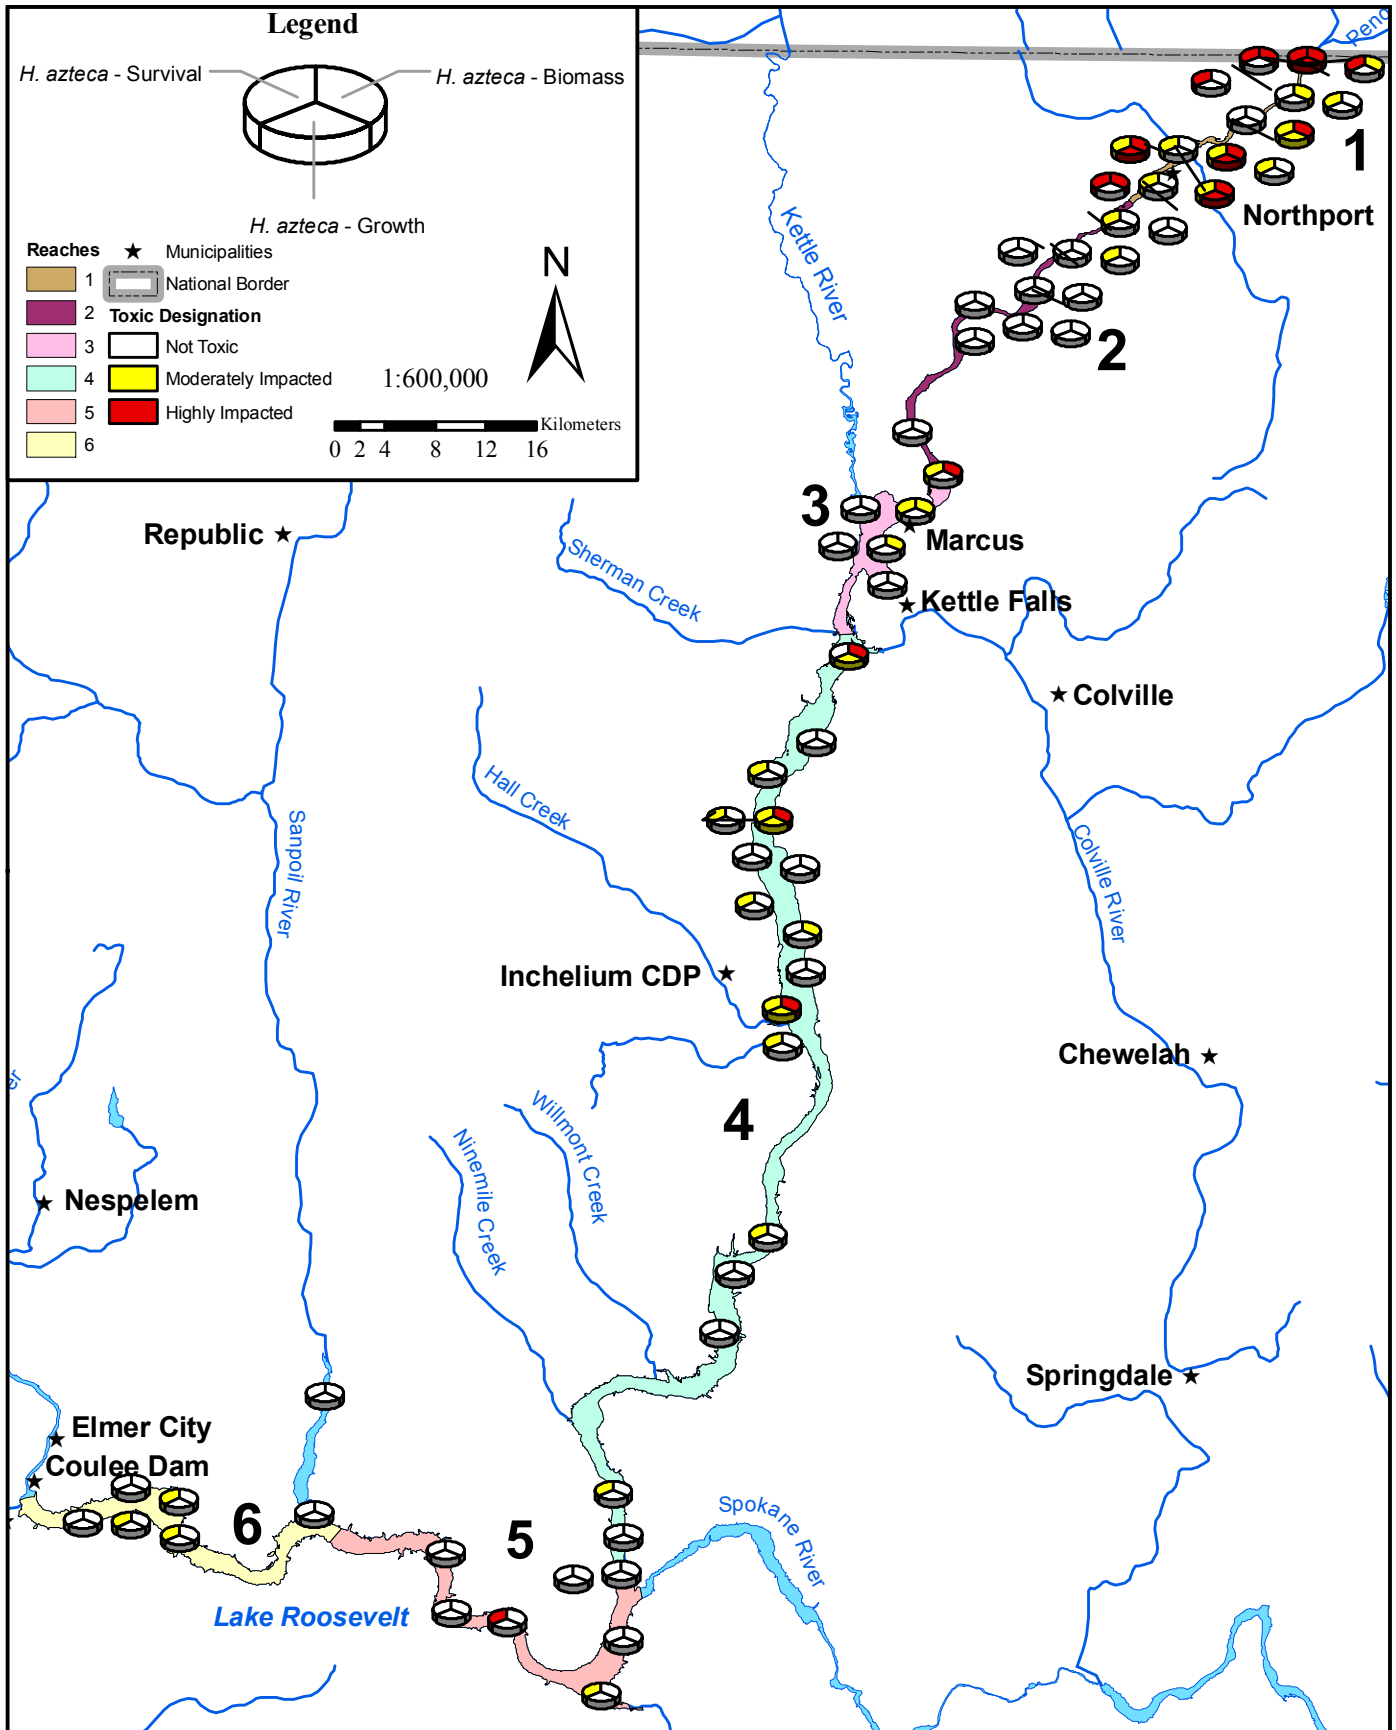 Legend
H. azteca - Survival
H. azteca - Biomass
H. azteca - Growth
Reaches
1
2
3
4
5
6
Municipalities
National Border
Toxic Designation
Not Toxic
Moderately Impacted
Highly Impacted
N
1:600,000
Kilometers
0 2 4 8 12 16
Kettle River
1
Northport
2
3
Republic
Marcus
Sherman Creek
Kettle Falls
Colville
Hall Creek
Sanpoil River
Colville River
Inchelium CDP
Chewelah
4
Willmont Creek
Ninemile Creek
Nespelem
Springdale
Elmer City
Coulee Dam
6
5
Spokane River
Lake Roosevelt